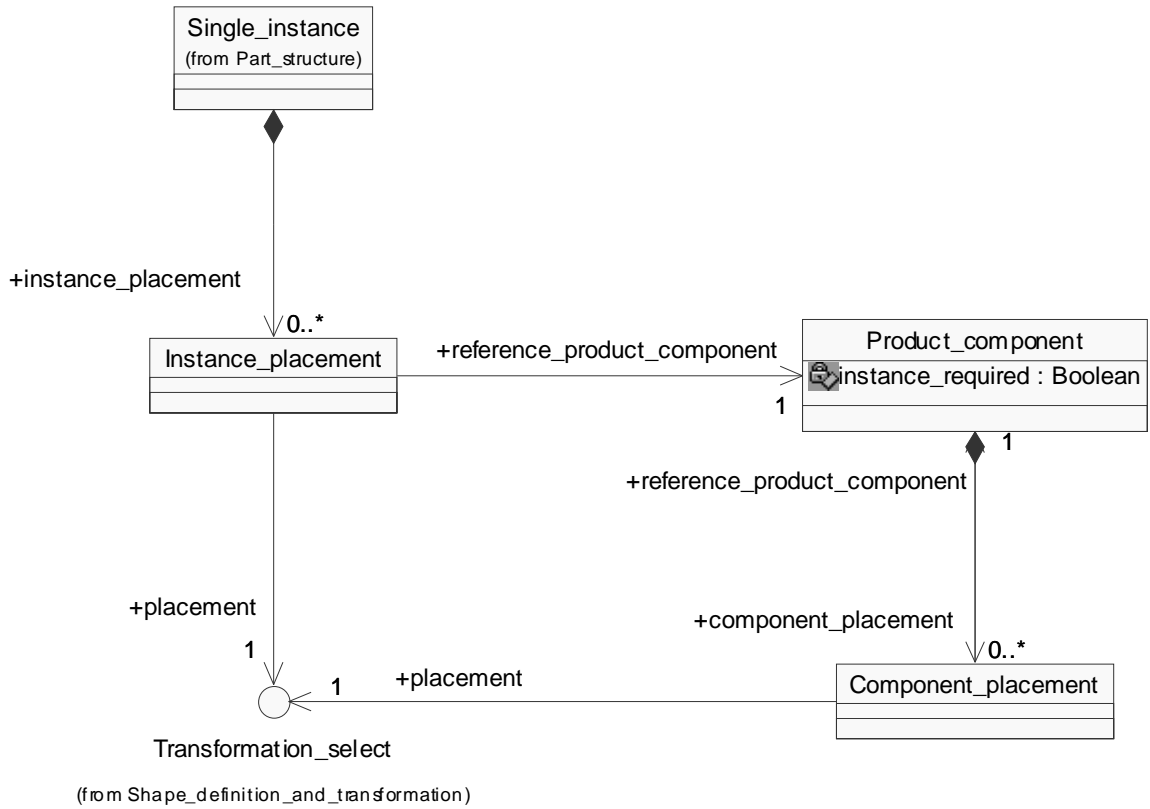 Single_instance
(from Part_structure)
+instance_placement
0..*
Instance_placement
+reference_product_component
1
Product_component
instance_required : Boolean
1
+reference_product_component
+placement
1
+component_placement
0..*
Component_placement
+placement
1
Transformation_select
(from Shape_definition_and_transformation)